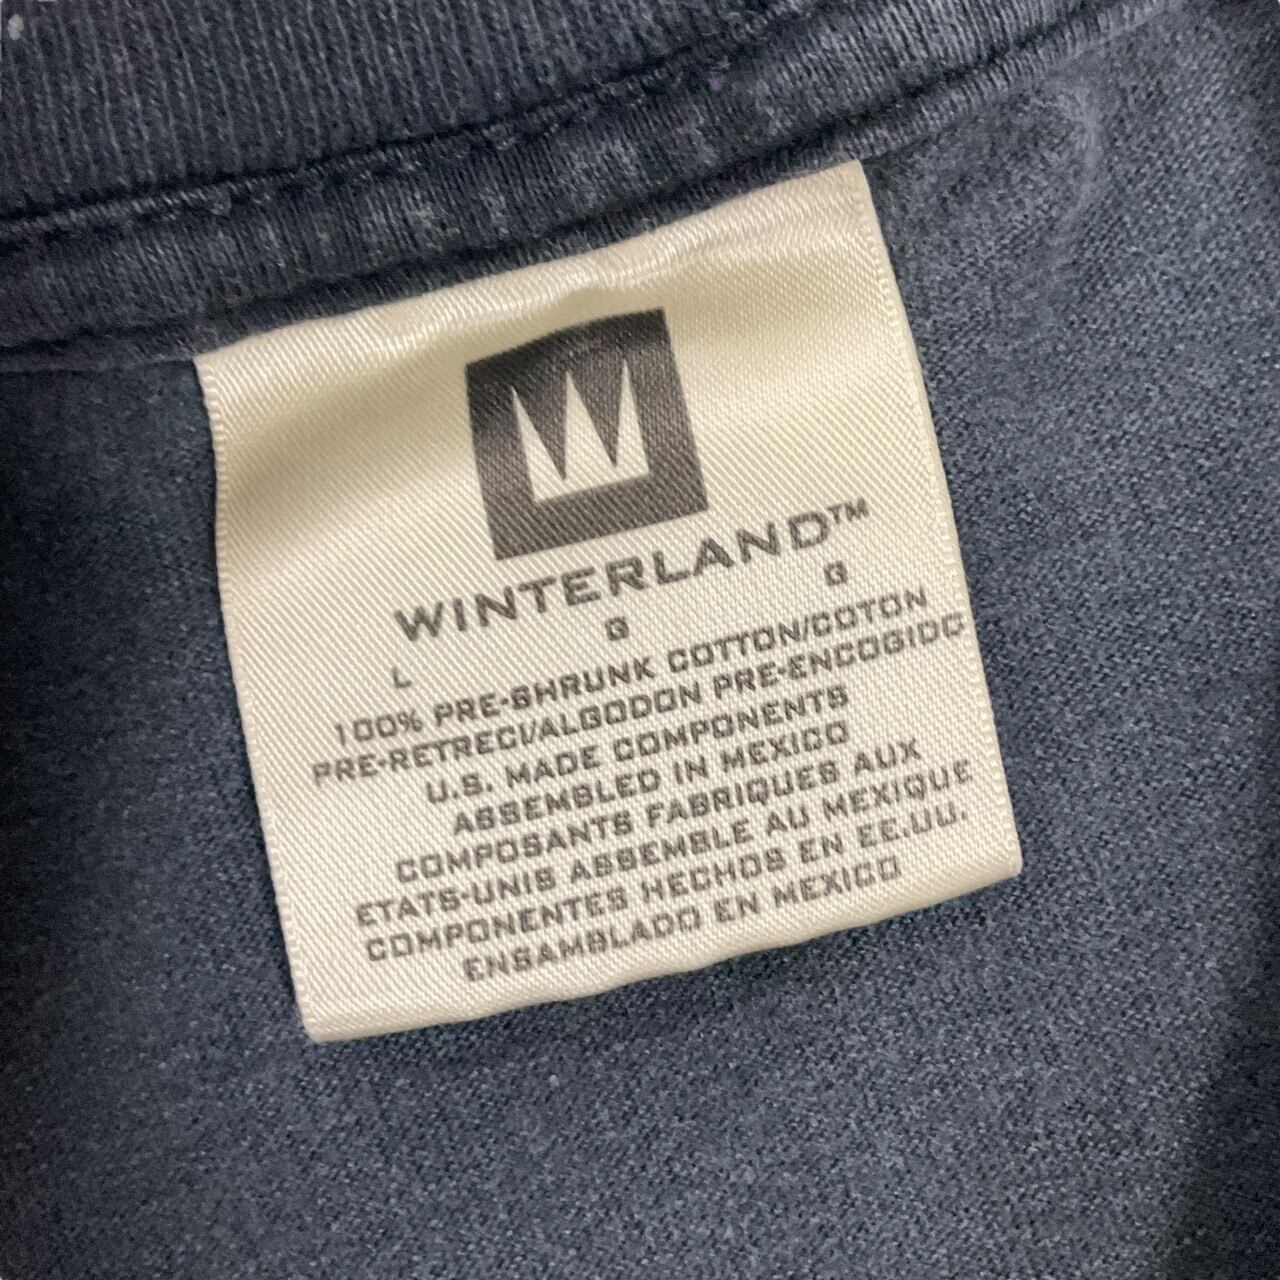 W
WINTERLAND™
L G G
100% PRE-SHRUNK COTTON/COTON
PRE-RETRECI/ALGODON PRE-ENCOGIDO
U.S. MADE COMPONENTS
ASSEMBLED IN MEXICO
COMPOSANTS FABRIQUES AUX
ETATS-UNIS ASSEMBLE AU MEXIQUE
COMPONENTES HECHOS EN EE.UU.
ENSAMBLADO EN MEXICO